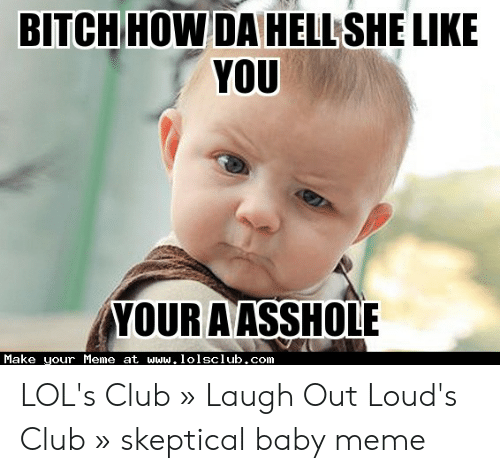 BITCH HOW DA HELL SHE LIKE
YOU
YOUR A ASSHOLE
Make your Meme at www.lolsclub.com
LOL's Club » Laugh Out Loud's
Club » skeptical baby meme